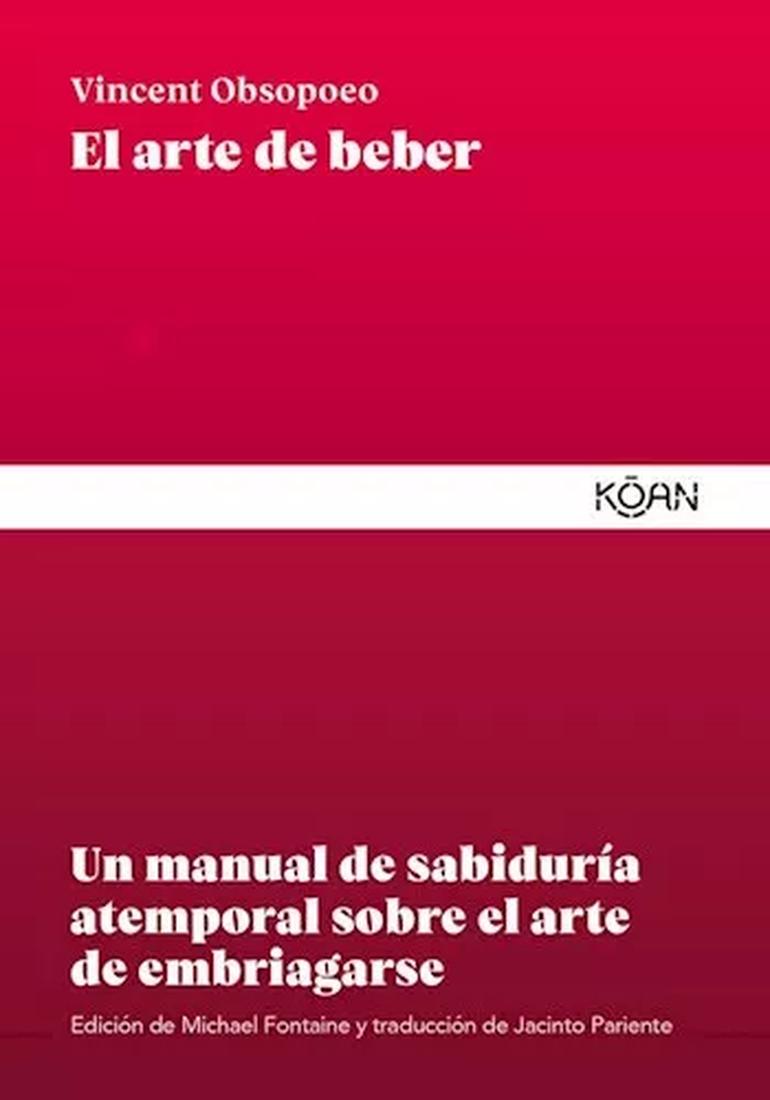 Vincent Obsopoeo
El arte de beber
KŌAN
Un manual de sabiduría
atemporal sobre el arte
de embriagarse
Edición de Michael Fontaine y traducción de Jacinto Pariente